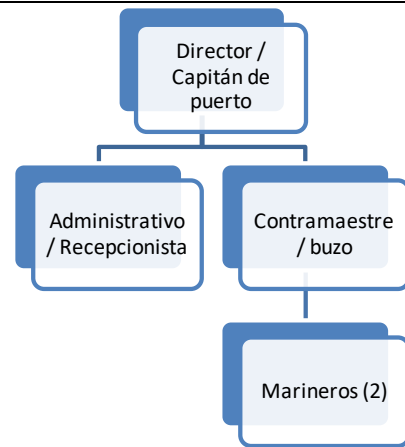 Director /
Capitán de
puerto
Administrativo
/ Recepcionista
Contramaestre
/ buzo
Marineros (2)